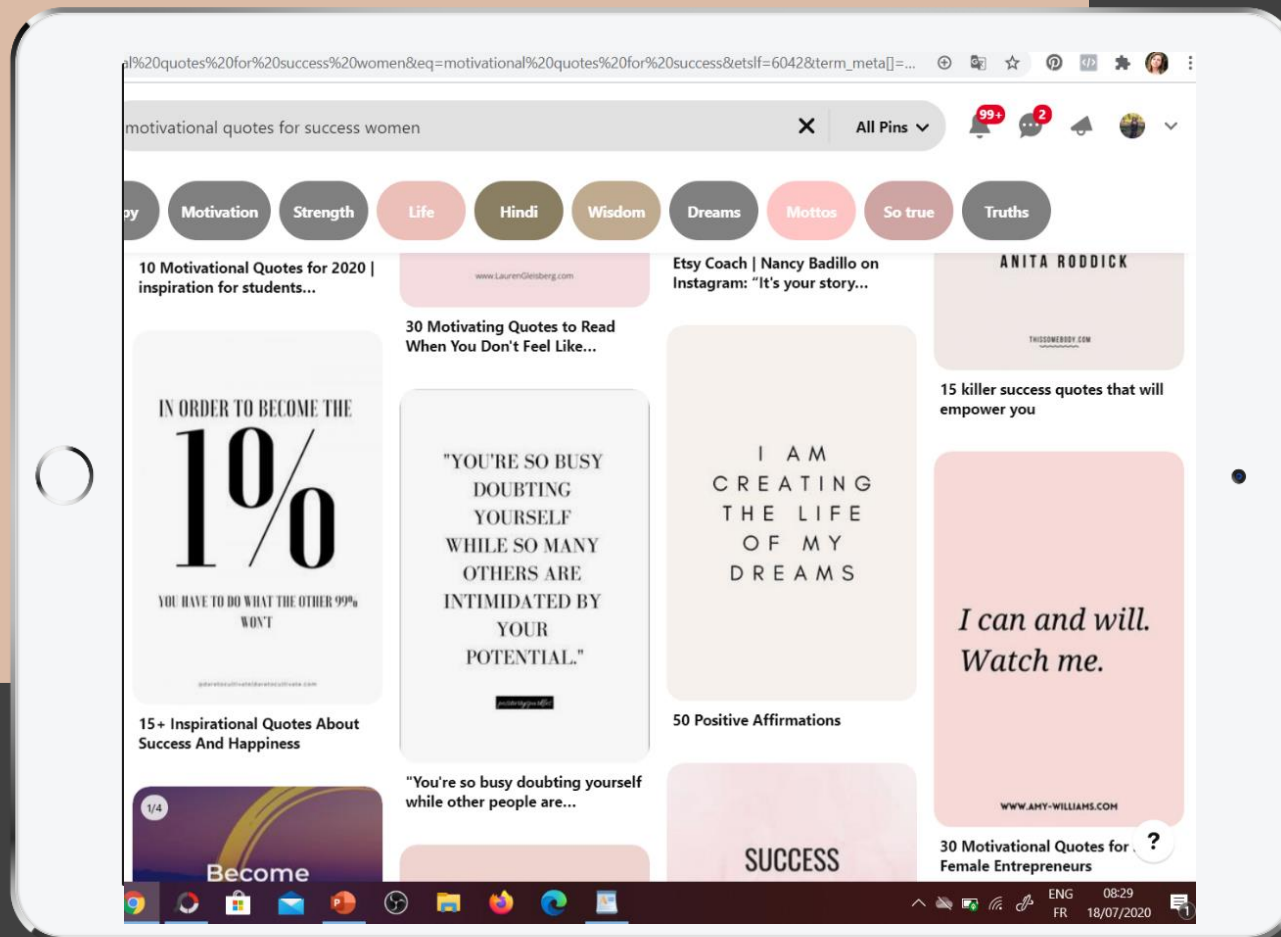 al%20quotes%20for%20success%20women&eq=motivational%20quotes%20for%20success&etslf=6042&term_meta[]=...
motivational quotes for success women
All Pins
99+
2
py
Motivation
Strength
Life
Hindi
Wisdom
Dreams
Mottos
So true
Truths
10 Motivational Quotes for 2020 |
inspiration for students...
www.LaurenGleisberg.com
30 Motivating Quotes to Read
When You Don't Feel Like...
Etsy Coach | Nancy Badillo on
Instagram: "It's your story...
ANITA RODDICK
THISSOMEBODY.COM
15 killer success quotes that will
empower you
IN ORDER TO BECOME THE
1%
YOU HAVE TO DO WHAT THE OTHER 99%
WON'T
15+ Inspirational Quotes About
Success And Happiness
"YOU'RE SO BUSY
DOUBTING
YOURSELF
WHILE SO MANY
OTHERS ARE
INTIMIDATED BY
YOUR
POTENTIAL."
"You're so busy doubting yourself
while other people are...
I AM
CREATING
THE LIFE
OF MY
DREAMS
50 Positive Affirmations
I can and will.
Watch me.
WWW.AMY-WILLIAMS.COM
30 Motivational Quotes for
Female Entrepreneurs
?
1/4
Become
SUCCESS
ENG
FR
08:29
18/07/2020
1